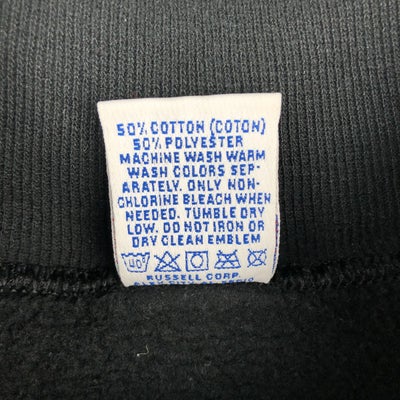 50% COTTON (COTON)
50% POLYESTER
MACHINE WASH WARM
WASH COLORS SEP-
ARATELY. ONLY NON-
CHLORINE BLEACH WHEN
NEEDED. TUMBLE DRY
LOW. DO NOT IRON OR
DRY CLEAN EMBLEM
40°
RUSSELL CORP.